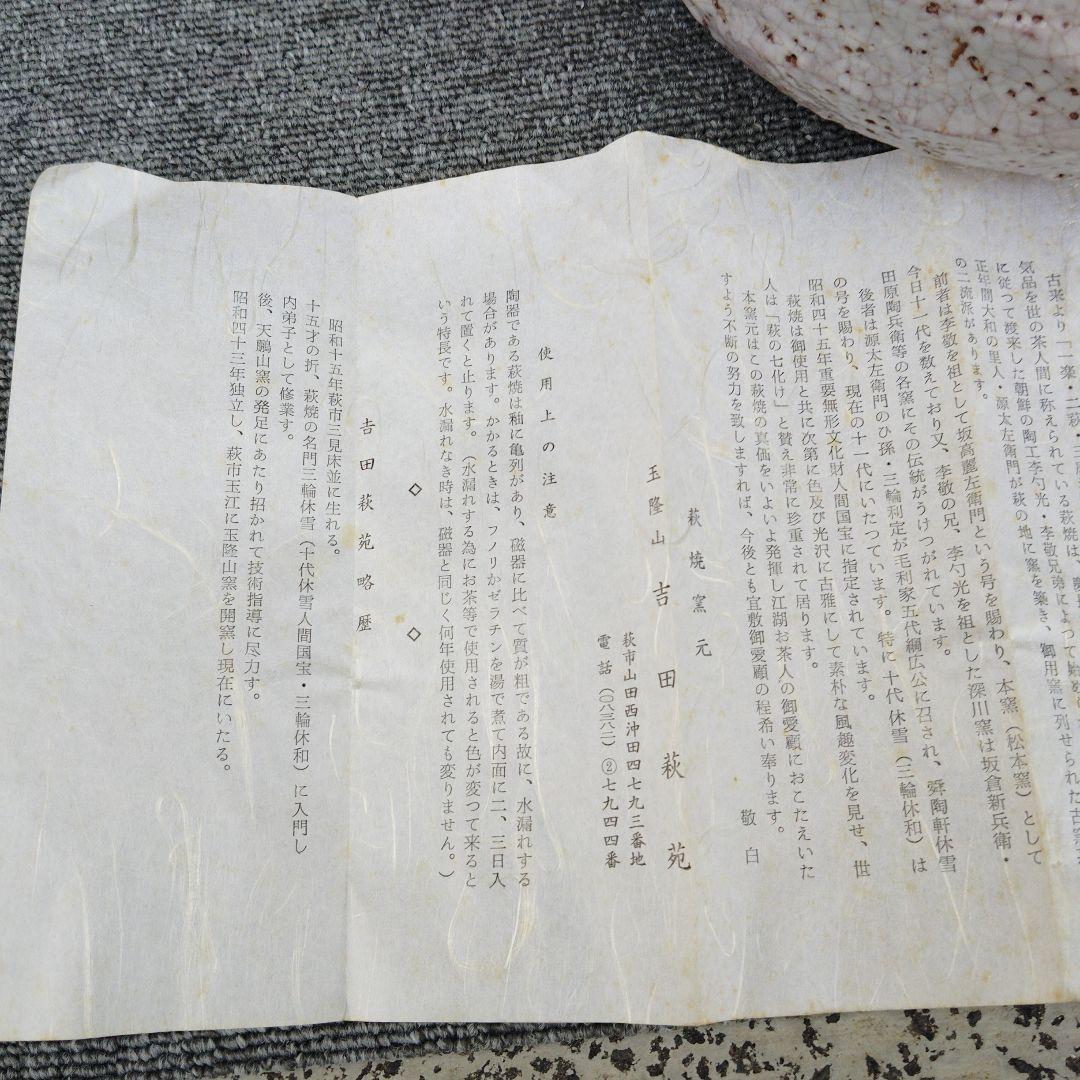 古来より「一楽・二萩・三唐
気品を世の茶人間に称えられている萩焼は、
に従つて渡来した朝鮮の陶工李勺光・李敬兄弟によつて始め
正年間大和の里人・源太左衛門が萩の地に窯を築き、御用窯に列せられた古窯
の二流派があります。
前者は李敬を祖として坂高麗左衛門という号を賜わり、本窯(松本窯)として
今日十一代を数えており又、李敬の兄、李勺光を祖とした深川窯は坂倉新兵衛・
田原陶兵衛等の各窯にその伝統がうけつがれています。
後者は源太左衛門のひ孫・三輪利定が毛利家五代綱広公に召され、舜陶軒休雪
の号を賜わり、現在の十一代にいたつています。特に十代休雪(三輪休和)は
昭和四十五年重要無形文化財人間国宝に指定されています。
萩焼は御使用と共に次第に色及び光沢に古雅にして素朴な風趣変化を見せ、世
人は「萩の七化け」と賛え非常に珍重されて居ります。
本窯元はこの萩焼の真価をいよいよ発揮し江湖お茶人の御愛顧におこたえいた
すよう不断の努力を致しますれば、今後とも宜敷御愛顧の程希い奉ります。
敬白
萩焼窯元
玉隆山 吉田萩苑
萩市山田西沖田四七九三番地
電話(〇八三八二)②七九四四番
使用上の注意
陶器である萩焼は釉に亀列があり、磁器に比べて質が粗である故に、水漏れする
場合があります。かかるときは、フノリかゼラチンを湯で煮て内面に二、三日入
れて置くと止ります。(水漏れする為にお茶等で使用されると色が変つて来ると
いう特長です。水漏れなき時は、磁器と同じく何年使用されても変りません。)
◇ ◇
吉田萩苑略歴
昭和十五年萩市三見床並に生れる。
十五才の折、萩焼の名門三輪休雪(十代休雪人間国宝・三輪休和)に入門し
内弟子として修業す。
後、天鵬山窯の発足にあたり招かれて技術指導に尽力す。
昭和四十三年独立し、萩市玉江に玉隆山窯を開窯し現在にいたる。